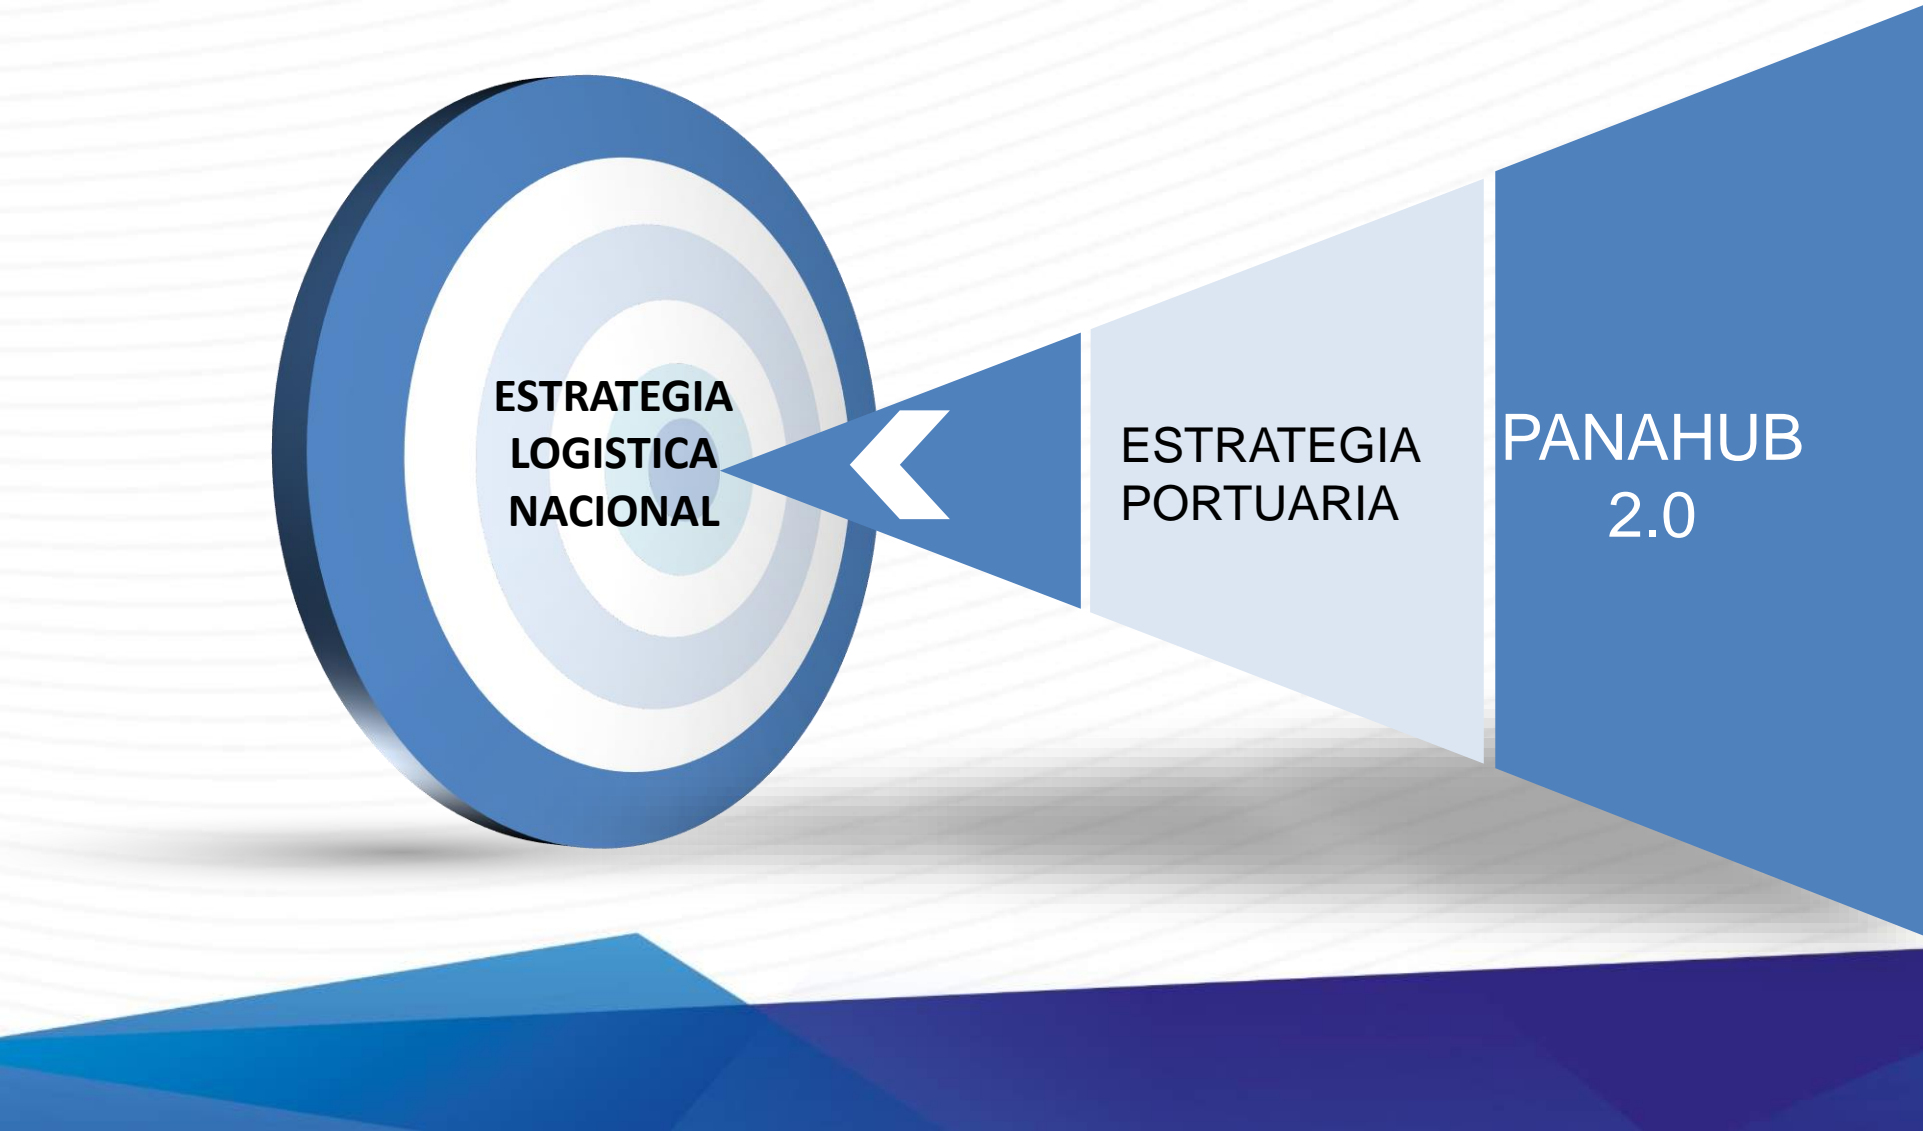 ESTRATEGIA
LOGISTICA
NACIONAL
ESTRATEGIA
PORTUARIA
PANAHUB
2.0